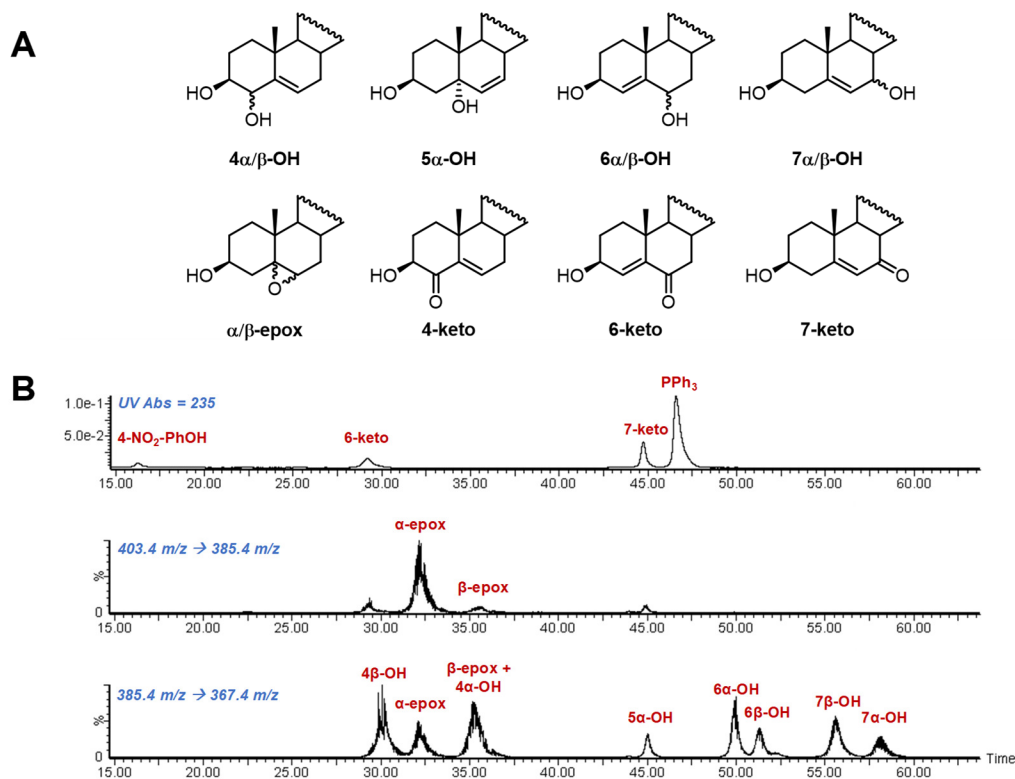 A
HO
OH
HO
OH
HO
OH
HO
OH
4α/β-OH
5α-OH
6α/β-OH
7α/β-OH
HO
O
HO
O
HO
O
HO
O
α/β-epox
4-keto
6-keto
7-keto
B
PPh3
UV Abs = 235
1.0e-1
5.0e-2
4-NO2-PhOH
6-keto
7-keto
15.00 20.00 25.00 30.00 35.00 40.00 45.00 50.00 55.00 60.00
α-epox
403.4 m/z → 385.4 m/z
β-epox
%
0
15.00 20.00 25.00 30.00 35.00 40.00 45.00 50.00 55.00 60.00
385.4 m/z → 367.4 m/z
4β-OH
α-epox
β-epox +
4α-OH
5α-OH
6α-OH
6β-OH
7β-OH
7α-OH
%
0
Time
15.00 20.00 25.00 30.00 35.00 40.00 45.00 50.00 55.00 60.00